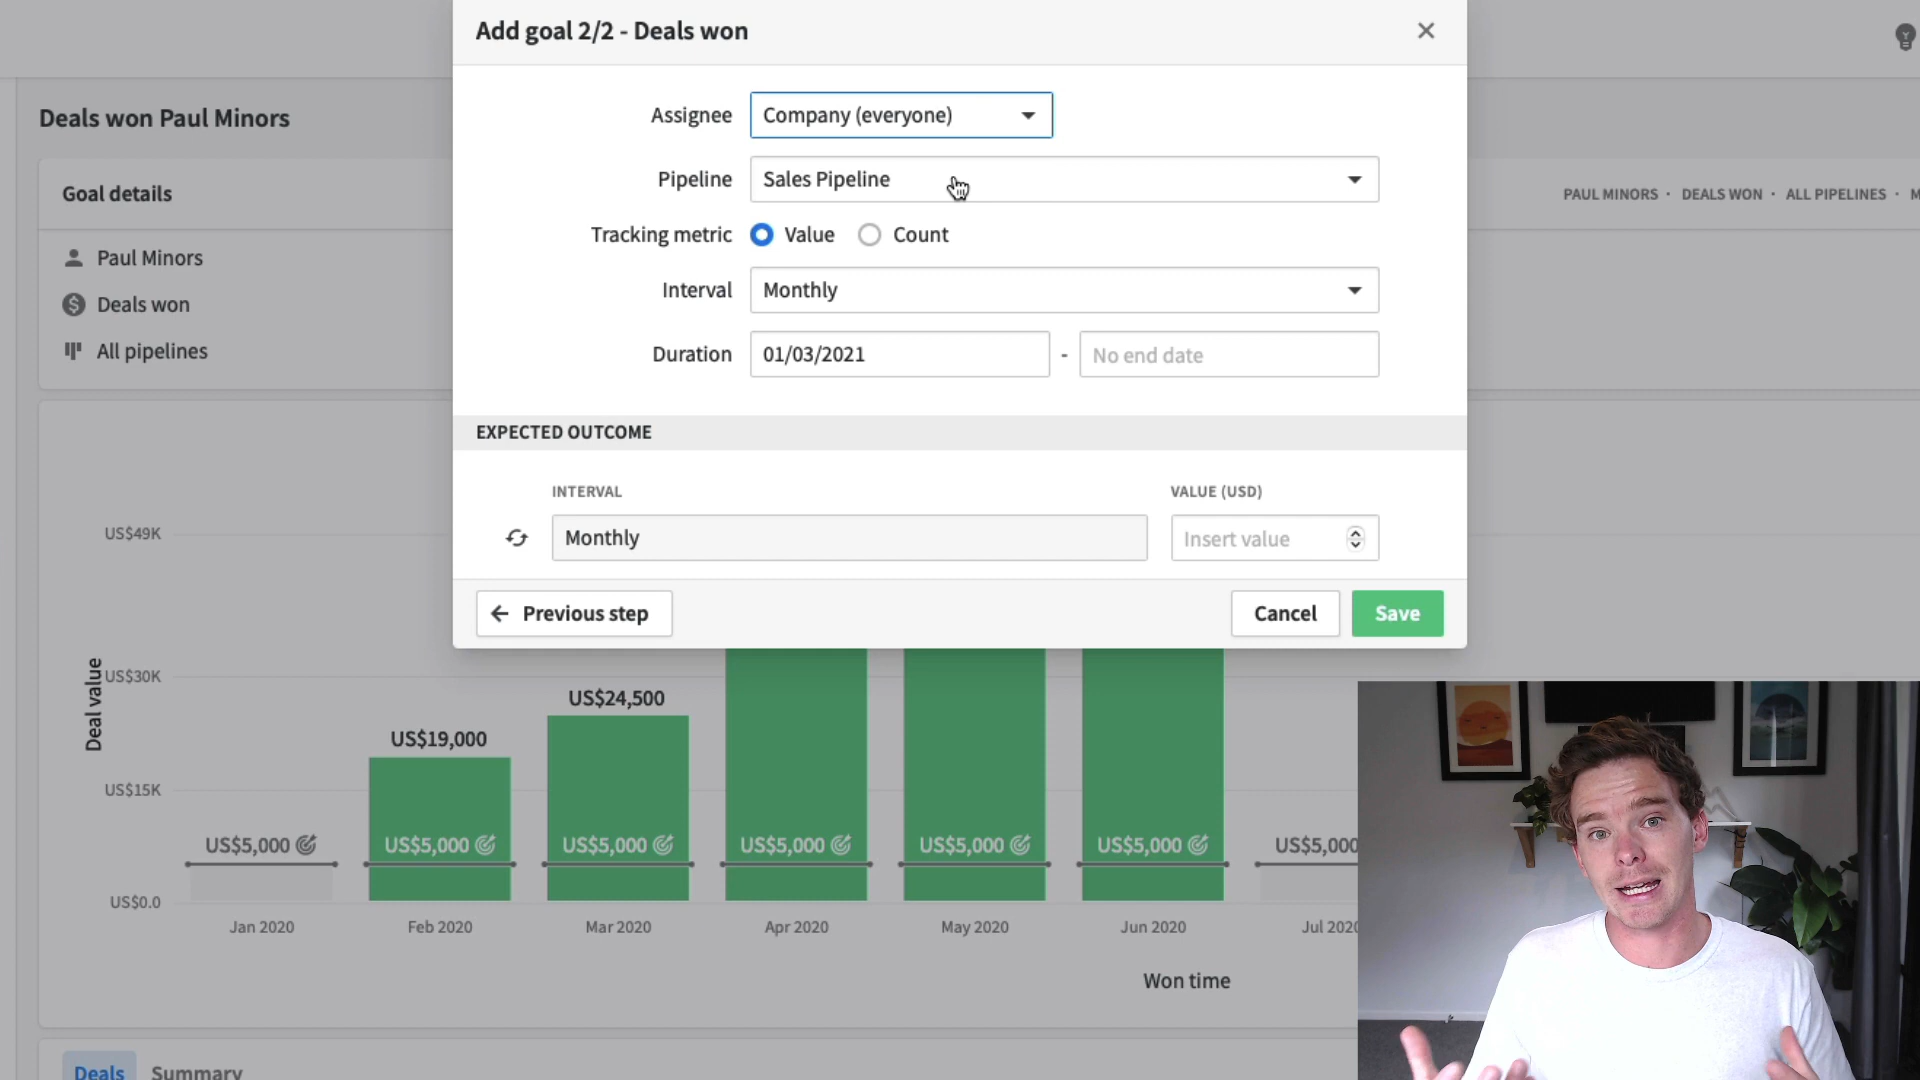 Add goal 2/2 - Deals won
Deals won Paul Minors
Assignee
Company (everyone)
Pipeline
Sales Pipeline
Goal details
PAUL MINORS · DEALS WON · ALL PIPELINES · M
Tracking metric
Value
Count
Paul Minors
Interval
Monthly
Deals won
Duration
01/03/2021
-
No end date
All pipelines
EXPECTED OUTCOME
INTERVAL
VALUE (USD)
Monthly
Insert value
Previous step
Cancel
Save
Deal value
US$49K
US$30K
US$15K
US$0.0
US$24,500
US$19,000
US$5,000
US$5,000
US$5,000
US$5,000
US$5,000
US$5,000
US$5,000
Jan 2020
Feb 2020
Mar 2020
Apr 2020
May 2020
Jun 2020
Jul 2020
Won time
Deals
Summary